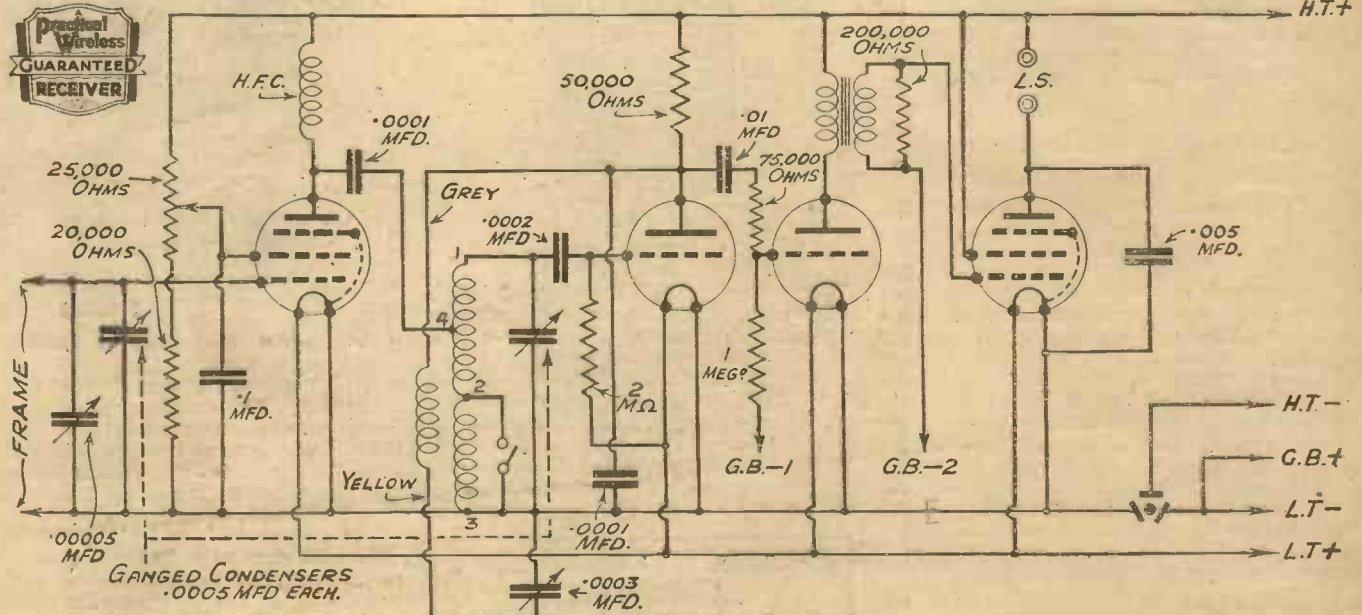 Practical
Wireless
GUARANTEED
RECEIVER
H.T.+
H.F.C.
.0001
MFD.
25,000
OHMS
20,000
OHMS
GREY
.0002
MFD
50,000
OHMS
.01
MFD
75,000
OHMS
200,000
OHMS
L.S.
.005
MFD.
FRAME
.1
MFD.
1
4
2
3
2
MΩ
1
MEGO
YELLOW
G.B.-1
G.B.-2
H.T.-
G.B.+
L.T-
L.T+
.00005
MFD
.0001
MFD.
GANGED CONDENSERS
.0005 MFD EACH.
.0003
MFD.